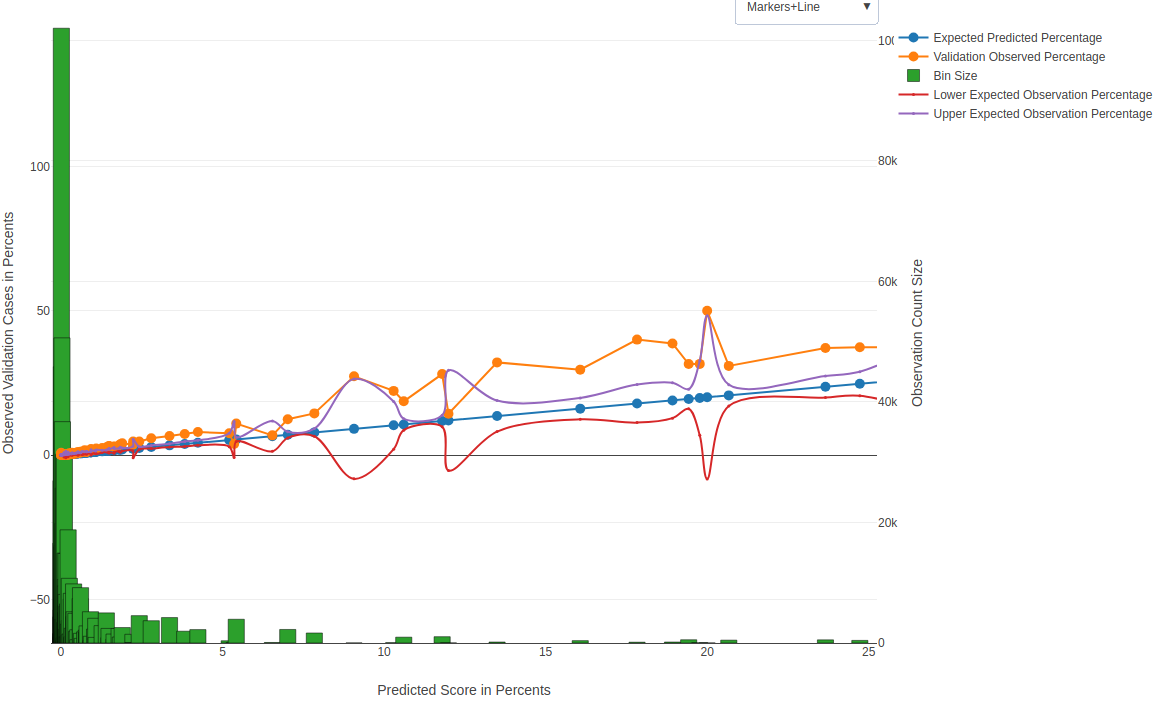 Markers+Line ▼
Expected Predicted Percentage
Validation Observed Percentage
Bin Size
Lower Expected Observation Percentage
Upper Expected Observation Percentage
Observed Validation Cases in Percents
100
50
0
−50
0
5
10
15
20
25
Predicted Score in Percents
80k
60k
40k
20k
0
Observation Count Size